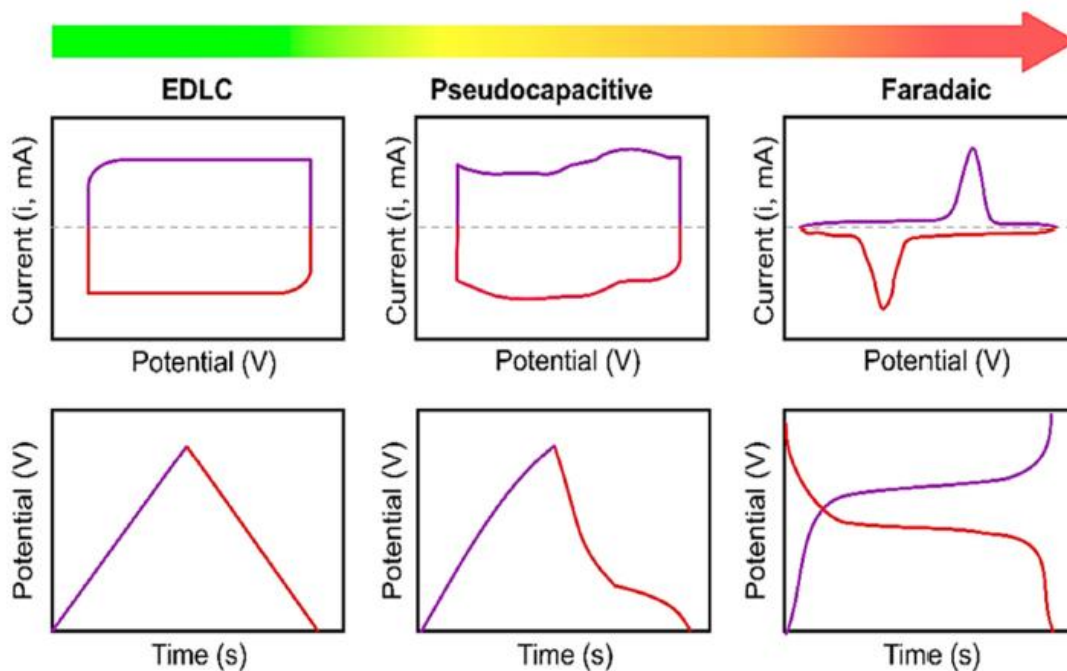 EDLC
Pseudocapacitive
Faradaic
Current (i, mA)
Current (i, mA)
Current (i, mA)
Potential (V)
Potential (V)
Potential (V)
Potential (V)
Potential (V)
Potential (V)
Time (s)
Time (s)
Time (s)